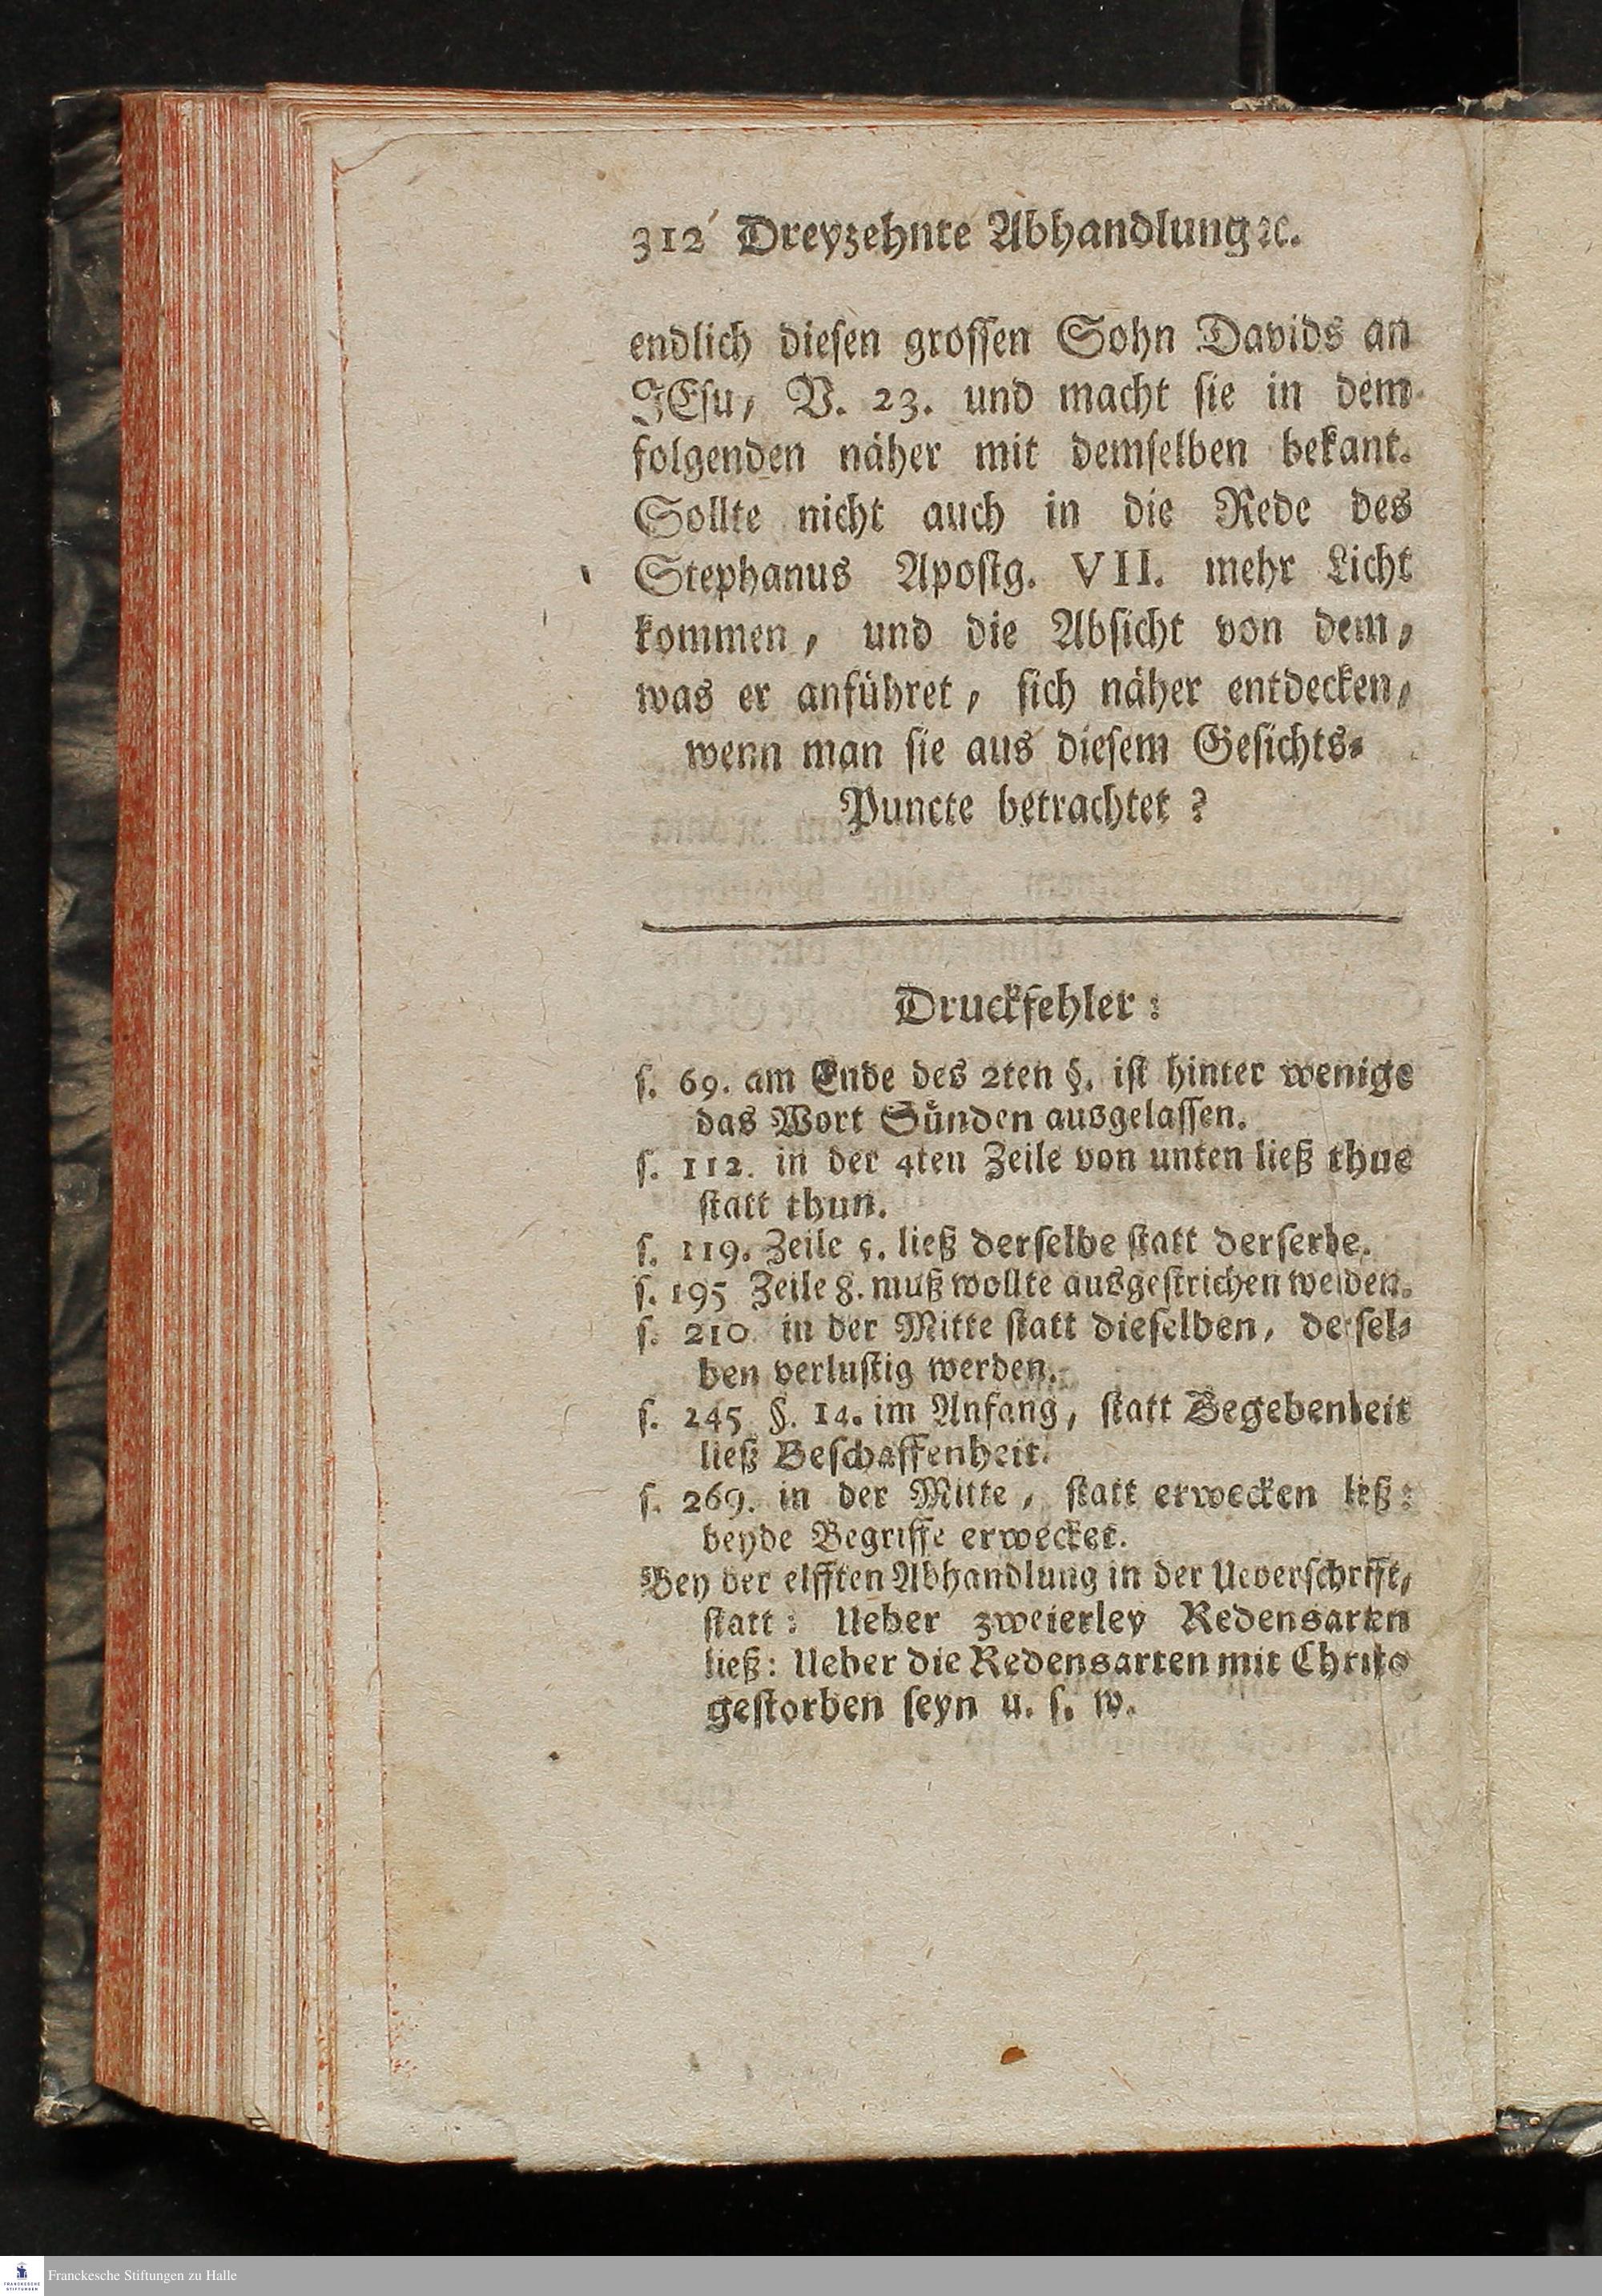 312 Dreyzehnte Abhandlung ꝛc.
endlich dieſen groſſen Sohn Davids an
JEſu, V. 23. und macht ſie in dem
folgenden näher mit demſelben bekant.
Sollte nicht auch in die Rede des
Stephanus Apoſtg. VII. mehr Licht
kommen, und die Abſicht von dem,
was er anführet, ſich näher entdecken,
wenn man ſie aus dieſem Geſichts-
Puncte betrachtet?
Druckfehler:
ſ. 69. am Ende des 2ten §. iſt hinter wenige
das Wort Sünden ausgelaſſen.
ſ. 112. in der 4ten Zeile von unten ließ thue
ſtatt thun.
ſ. 119. Zeile 5. ließ derſelbe ſtatt derſerbe.
ſ. 195 Zeile 8. muß wollte ausgeſtrichen werden.
ſ. 210. in der Mitte ſtatt dieſelben, derſel-
ben verluſtig werden.
ſ. 245 §. 14. im Anfang, ſtatt Begebenheit
ließ Beſchaffenheit.
ſ. 269. in der Mitte, ſtatt erwecken ließ:
beyde Begriffe erwecket.
Bey der elfften Abhandlung in der Ueberſchrift,
ſtatt: Ueber zweierley Redensarten
ließ: Ueber die Redensarten mit Chriſto
geſtorben ſeyn u. ſ. w.
FRANCKESCHE
STIFTUNGEN
Franckesche Stiftungen zu Halle